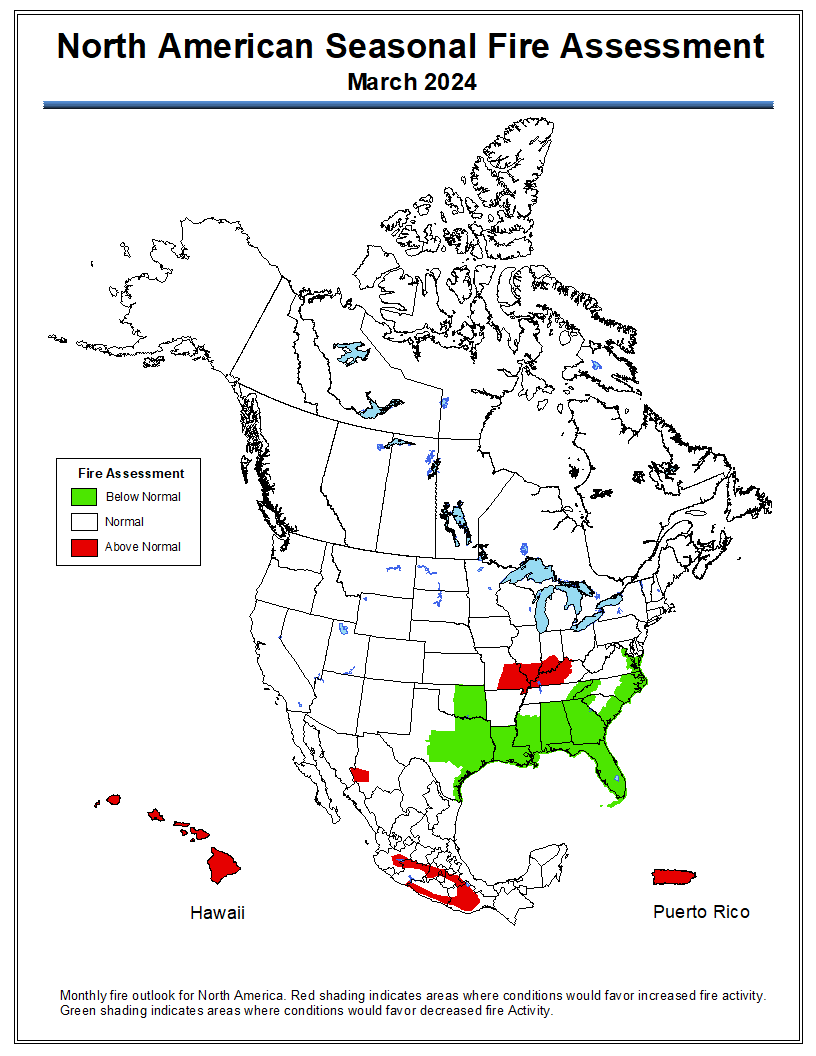 North American Seasonal Fire Assessment
March 2024
Fire Assessment
Below Normal
Normal
Above Normal
Hawaii
Puerto Rico
Monthly fire outlook for North America. Red shading indicates areas where conditions would favor increased fire activity.
Green shading indicates areas where conditions would favor decreased fire Activity.